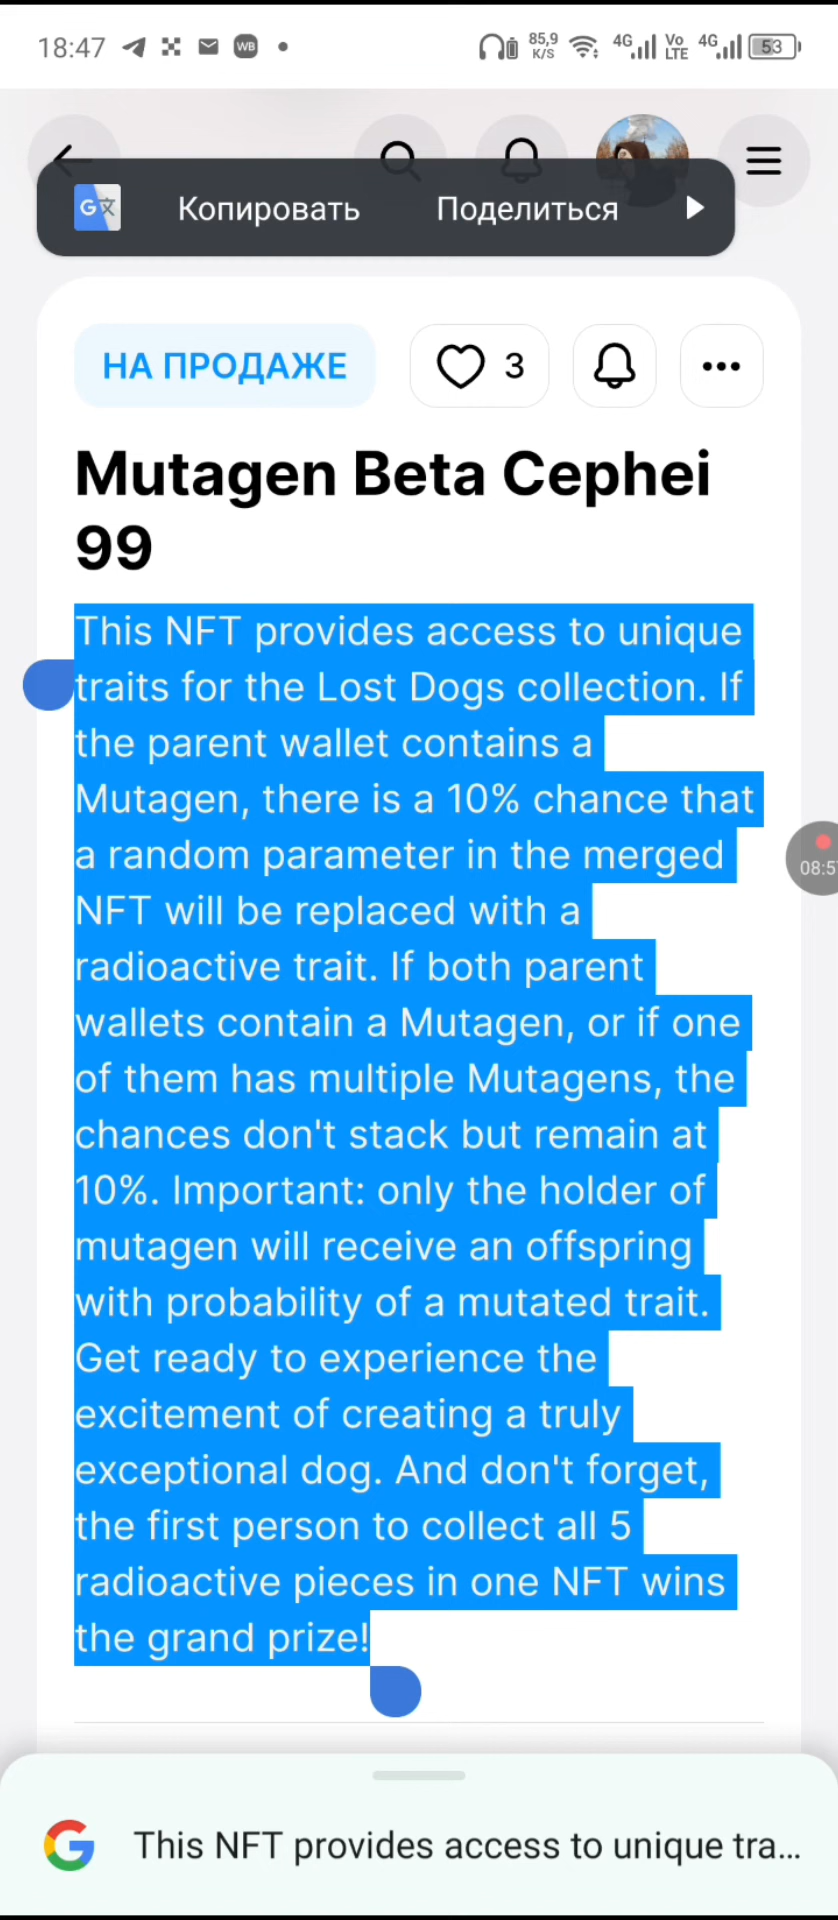 18:47 WB 85,9 K/S 4G Vo LTE 4G 53
G文 Копировать Поделиться
НА ПРОДАЖЕ 3
Mutagen Beta Cephei
99
This NFT provides access to unique
traits for the Lost Dogs collection. If
the parent wallet contains a
Mutagen, there is a 10% chance that
a random parameter in the merged
NFT will be replaced with a
radioactive trait. If both parent
wallets contain a Mutagen, or if one
of them has multiple Mutagens, the
chances don't stack but remain at
10%. Important: only the holder of
mutagen will receive an offspring
with probability of a mutated trait.
Get ready to experience the
excitement of creating a truly
exceptional dog. And don't forget,
the first person to collect all 5
radioactive pieces in one NFT wins
the grand prize!
G This NFT provides access to unique tra...